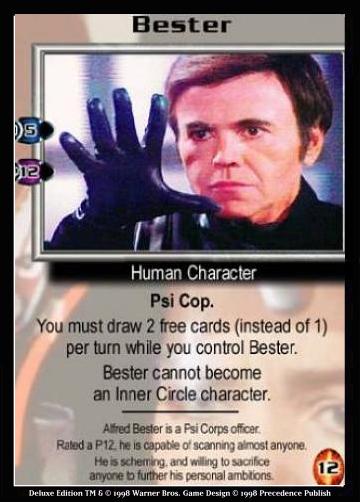 Bester
5
12
Human Character
Psi Cop.
You must draw 2 free cards (instead of 1)
per turn while you control Bester.
Bester cannot become
an Inner Circle character.
Alfred Bester is a Psi Corps officer.
Rated a P12, he is capable of scanning almost anyone.
He is scheming, and willing to sacrifice
anyone to further his personal ambitions.
12
Deluxe Edition TM & © 1998 Warner Bros. Game Design © 1998 Precedence Publish